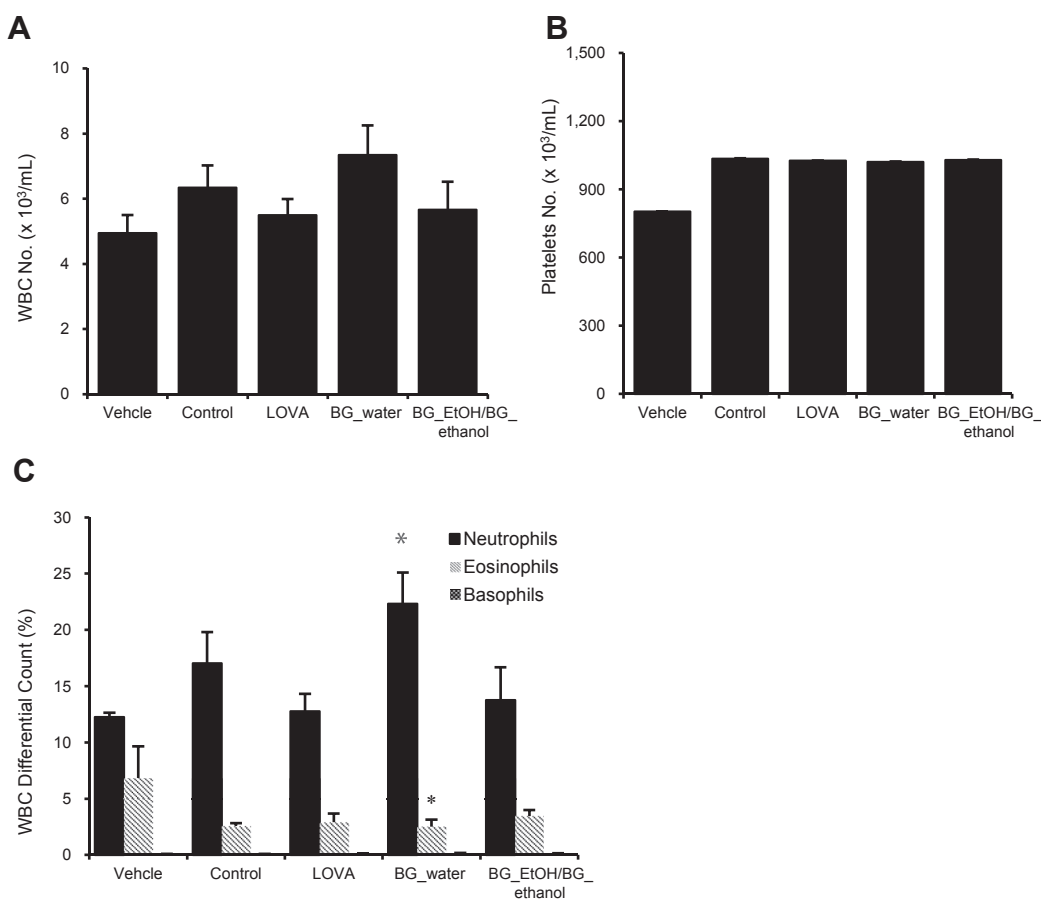 A
WBC No. (x 10³/mL)
10
8
6
4
2
0
Vehcle Control LOVA BG_water BG_EtOH/BG_
ethanol
B
Platelets No. (x 10³/mL)
1,500
1,200
900
600
300
0
Vehcle Control LOVA BG_water BG_EtOH/BG_
ethanol
C
WBC Differential Count (%)
30
25
20
15
10
5
0
*
*
Neutrophils
Eosinophils
Basophils
Vehcle Control LOVA BG_water BG_EtOH/BG_
ethanol